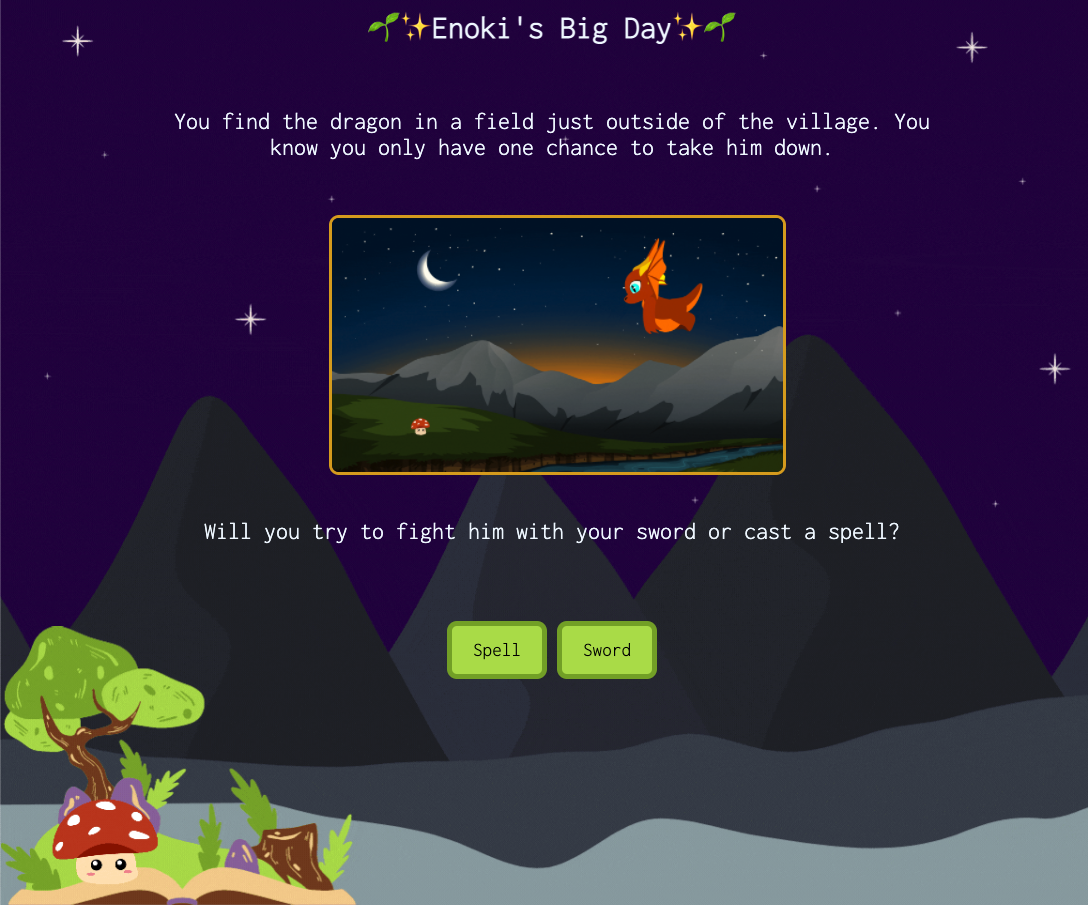 🌱✨Enoki's Big Day✨🌱
You find the dragon in a field just outside of the village. You
know you only have one chance to take him down.
Will you try to fight him with your sword or cast a spell?
Spell
Sword